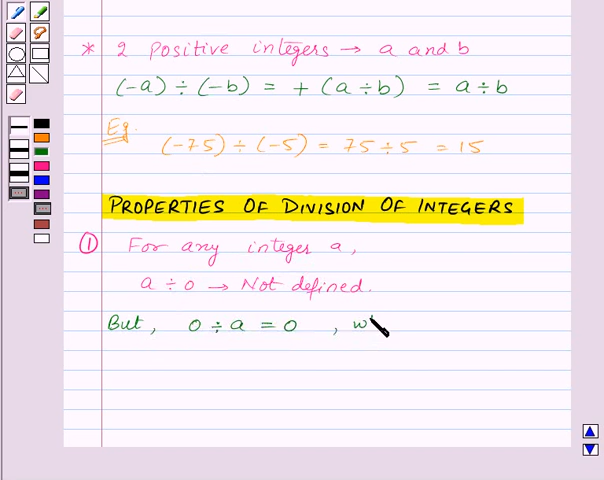 * 2 positive integers → a and b
(-a) ÷ (-b) = + (a ÷ b) = a ÷ b
Eg.
(-75) ÷ (-5) = 75 ÷ 5 = 15
PROPERTIES OF DIVISION OF INTEGERS
① For any integer a,
a ÷ 0 → Not defined.
But, 0 ÷ a = 0 , w